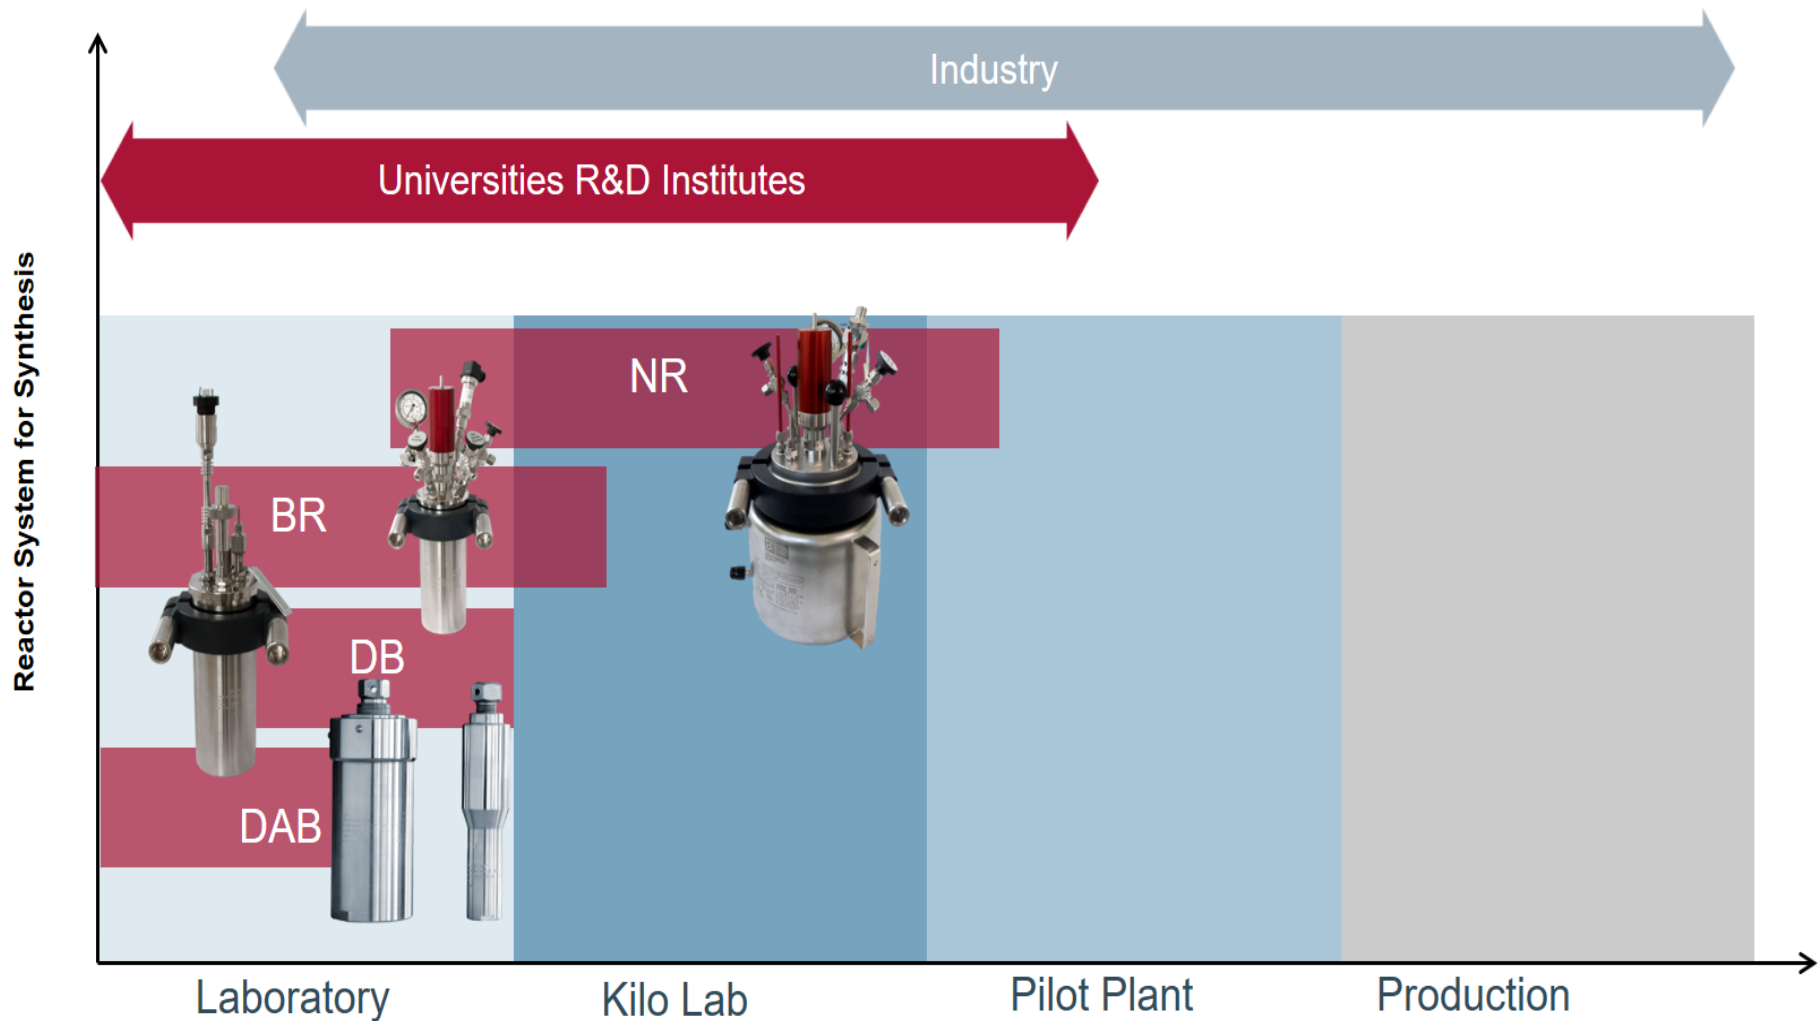 Industry
Universities R&D Institutes
Reactor System for Synthesis
NR
BR
DB
DAB
Laboratory
Kilo Lab
Pilot Plant
Production